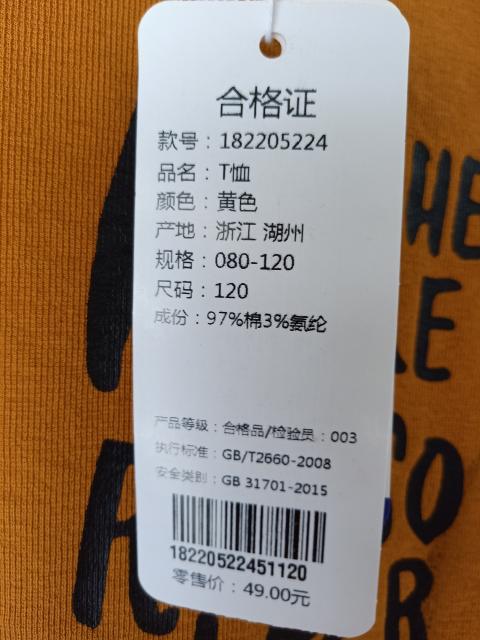 合格证
款号：182205224
品名：T恤
颜色：黄色
产地：浙江 湖州
规格：080-120
尺码：120
成份：97%棉3%氨纶
产品等级：合格品/检验员：003
执行标准：GB/T2660-2008
安全类别：GB 31701-2015
18220522451120
零售价：49.00元
HE